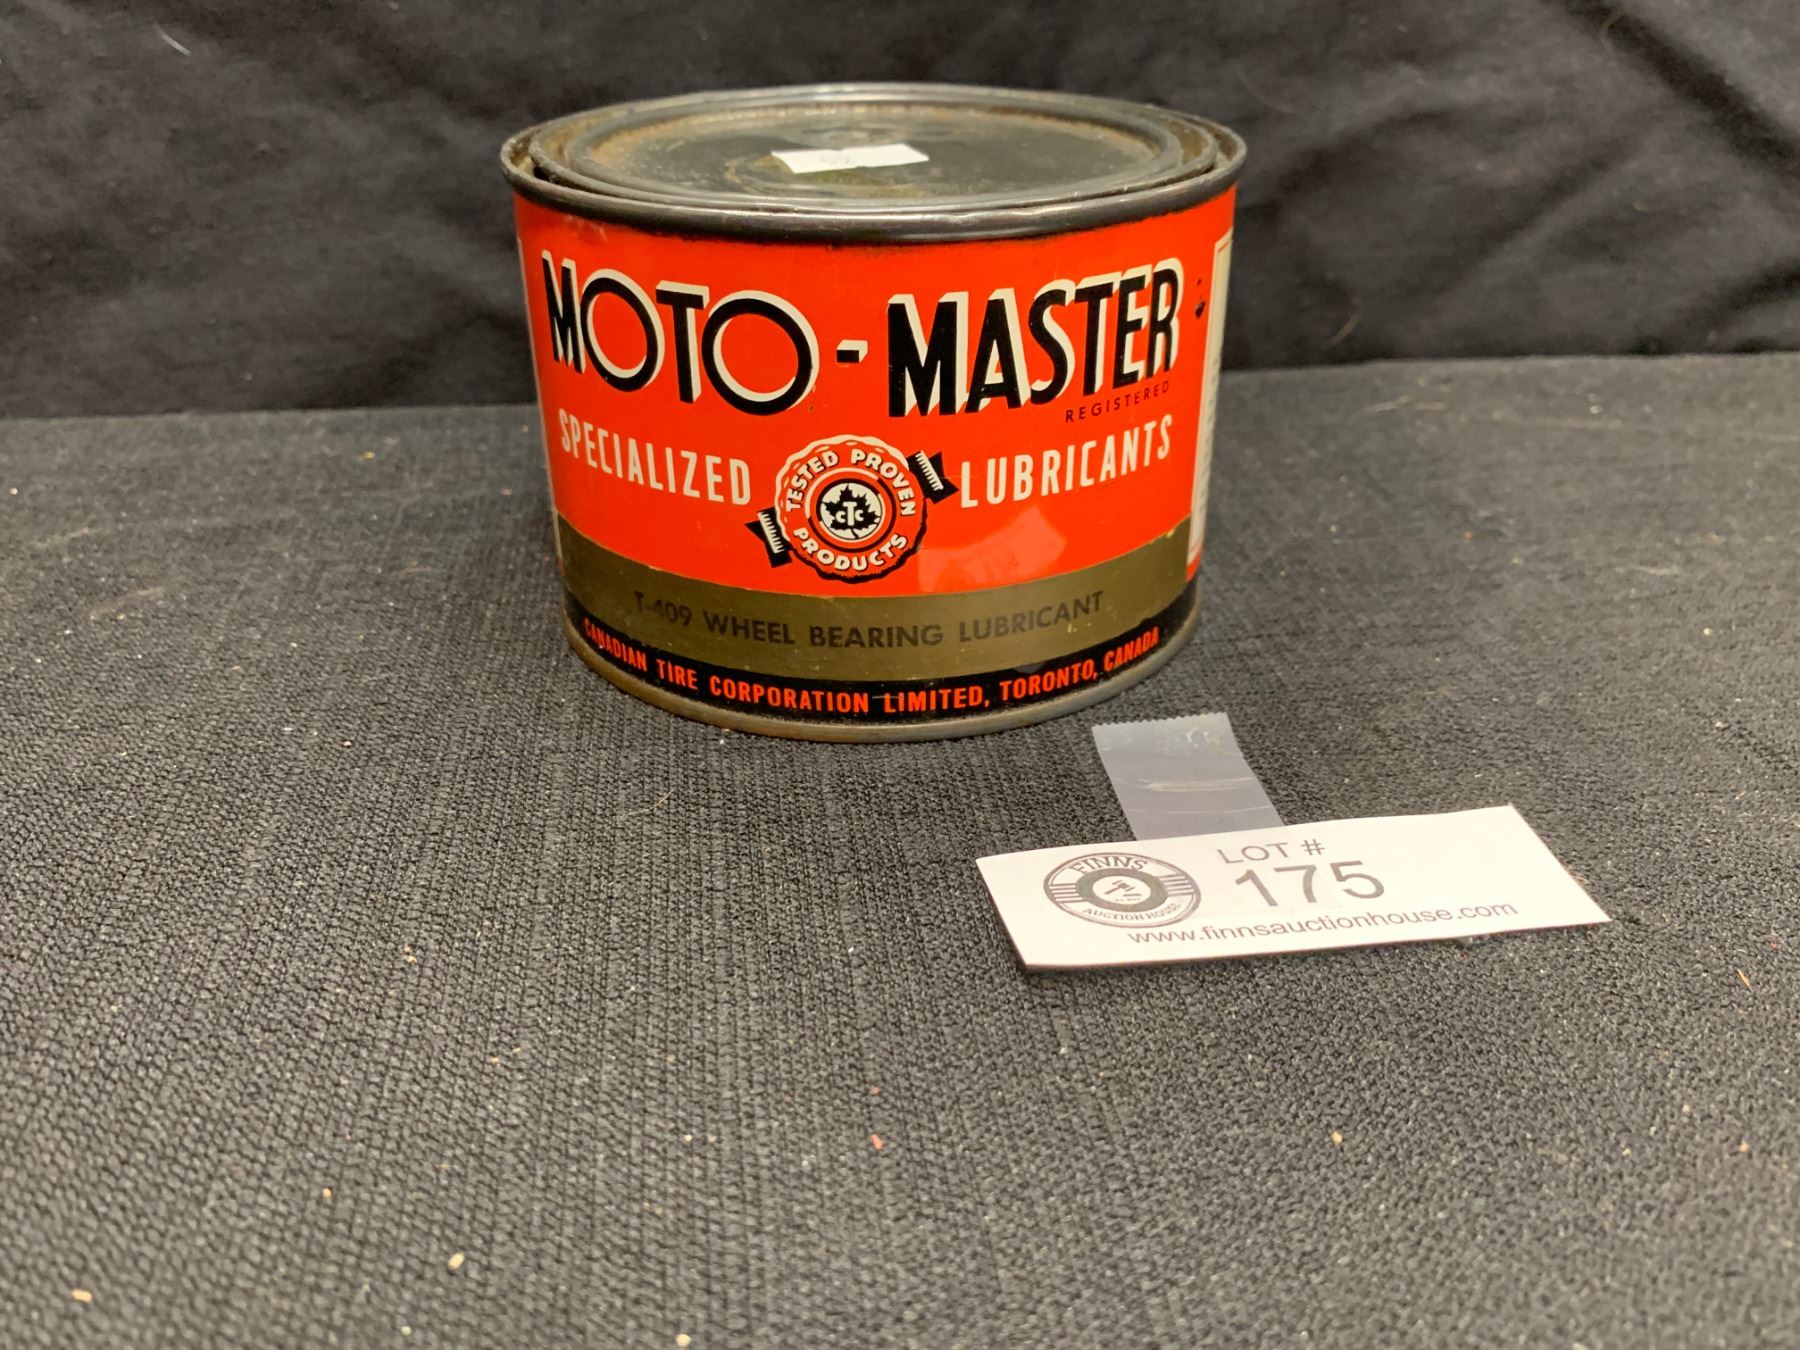 MOTO-MASTER
REGISTERED
SPECIALIZED LUBRICANTS
TESTED PROVEN
CTC
PRODUCTS
T-409 WHEEL BEARING LUBRICANT
CANADIAN TIRE CORPORATION LIMITED, TORONTO, CANADA
FINNS
AUCTION HOUSE
LOT #
175
www.finnsauctionhouse.com